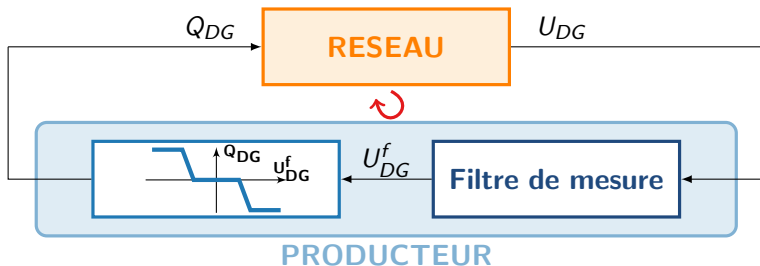 Q_DG
RESEAU
U_DG
Q_DG
U^f_DG
U^f_DG
Filtre de mesure
PRODUCTEUR